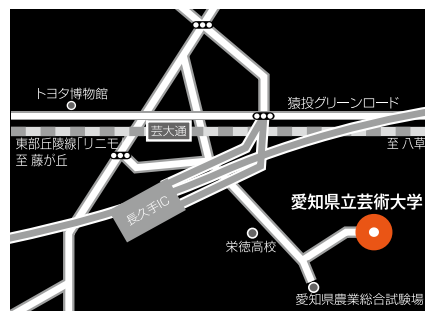 トヨタ博物館
猿投グリーンロード
芸大通
東部丘陵線「リニモ
至 藤が丘
至 八草
長久手IC
愛知県立芸術大学
栄徳高校
愛知県農業総合試験場